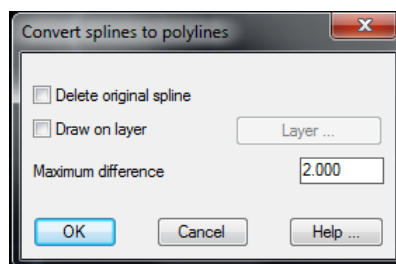 Convert splines to polylines
Delete original spline
Draw on layer Layer ...
Maximum difference 2.000
OK Cancel Help ...